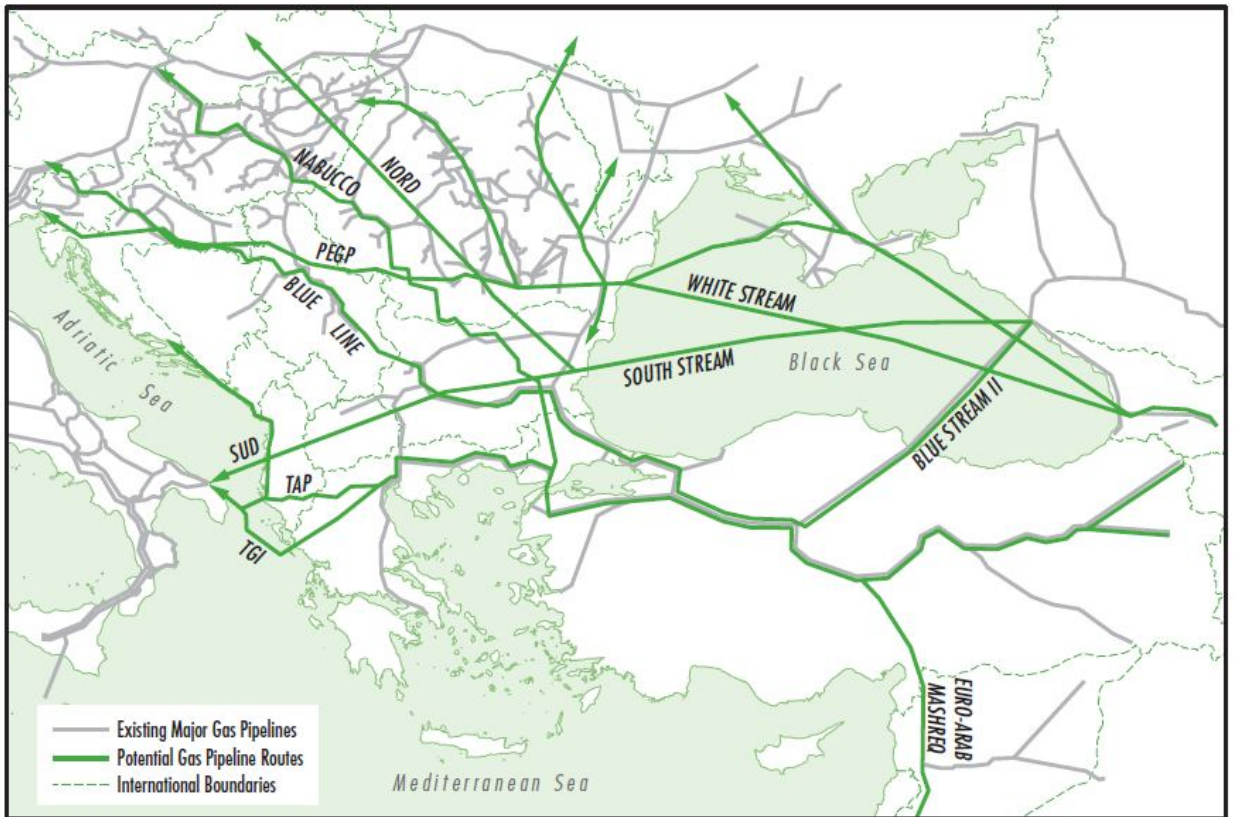 NABUCCO
NORD
PEGP
BLUE
LINE
WHITE STREAM
SOUTH STREAM
Black Sea
BLUE STREAM II
Adriatic
Sea
SUD
TAP
TGI
EURO-ARAB
MASHREQ
Existing Major Gas Pipelines
Potential Gas Pipeline Routes
International Boundaries
Mediterranean Sea